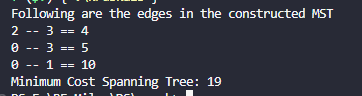 Following are the edges in the constructed MST
2 -- 3 == 4
0 -- 3 == 5
0 -- 1 == 10
Minimum Cost Spanning Tree: 19